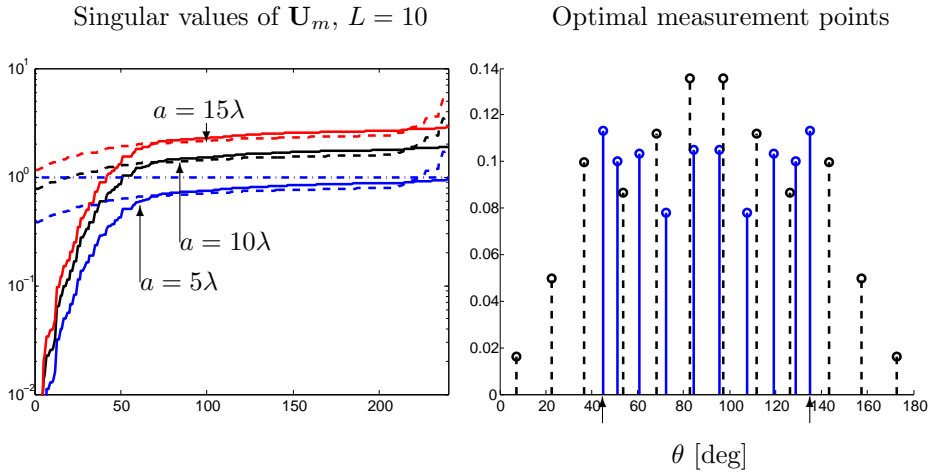 Singular values of U_m, L = 10
10^1
10^0
10^{-1}
10^{-2}
a = 15λ
a = 10λ
a = 5λ
0 50 100 150 200
Optimal measurement points
0.14
0.12
0.1
0.08
0.06
0.04
0.02
0
0 20 40 60 80 100 120 140 160 180
θ [deg]